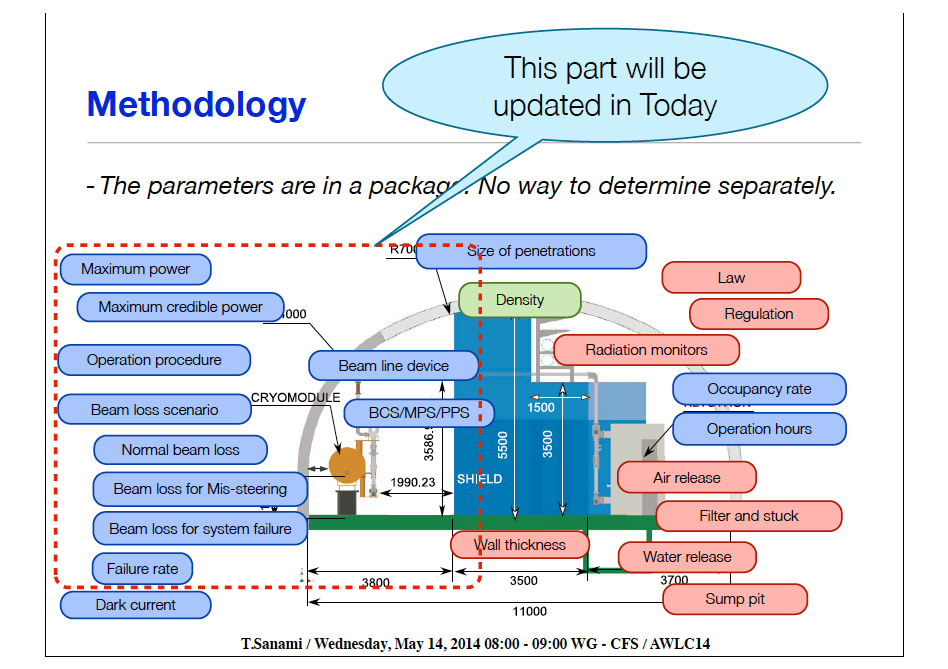 This part will be
updated in Today
Methodology
- The parameters are in a package. No way to determine separately.
R700
Size of penetrations
Maximum power
Law
Maximum credible power
4000
Density
Regulation
Operation procedure
Radiation monitors
Beam line device
Occupancy rate
CRYOMODULE
Beam loss scenario
BCS/MPS/PPS
1500
Operation hours
3586.9
5500
3500
Normal beam loss
Air release
1990.23
SHIELD
Beam loss for Mis-steering
Filter and stuck
Beam loss for system failure
Wall thickness
Water release
Failure rate
3800
3500
3700
Sump pit
Dark current
11000
T.Sanami / Wednesday, May 14, 2014 08:00 - 09:00 WG - CFS / AWLC14